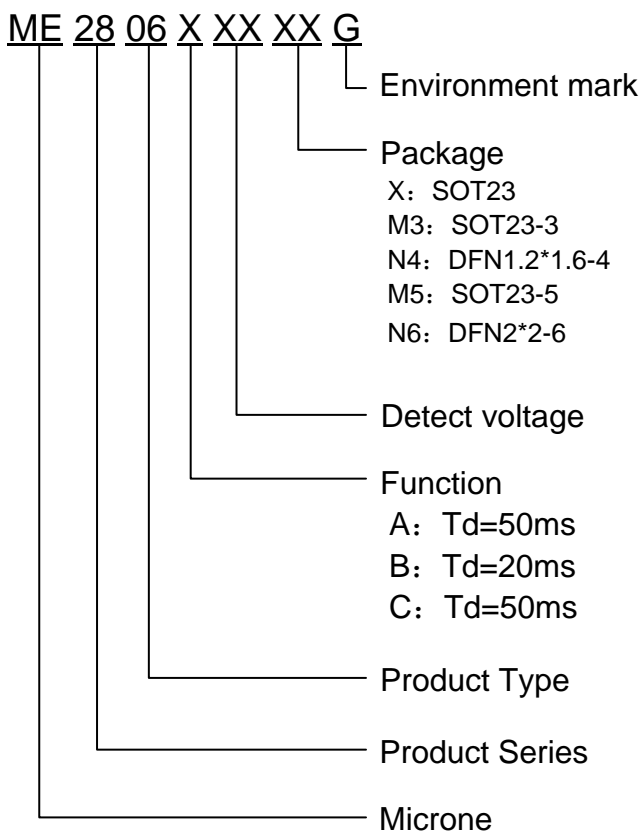 ME 28 06 X XX XX G
Environment mark
Package
X：SOT23
M3：SOT23-3
N4：DFN1.2*1.6-4
M5：SOT23-5
N6：DFN2*2-6
Detect voltage
Function
A：Td=50ms
B：Td=20ms
C：Td=50ms
Product Type
Product Series
Microne